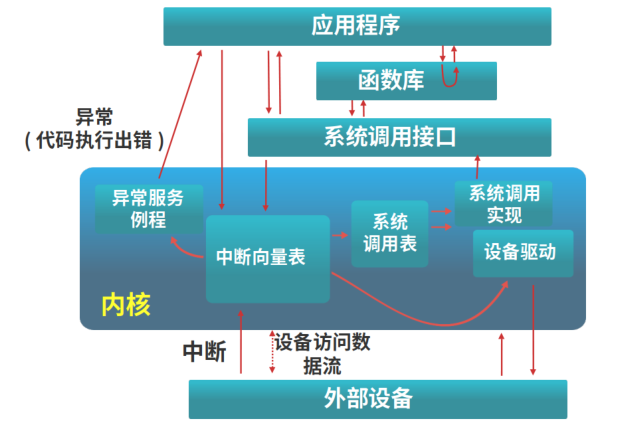 应用程序
函数库
异常
(代码执行出错)
系统调用接口
异常服务
例程
系统调用
实现
系统
调用表
中断向量表
设备驱动
内核
中断
设备访问数
据流
外部设备